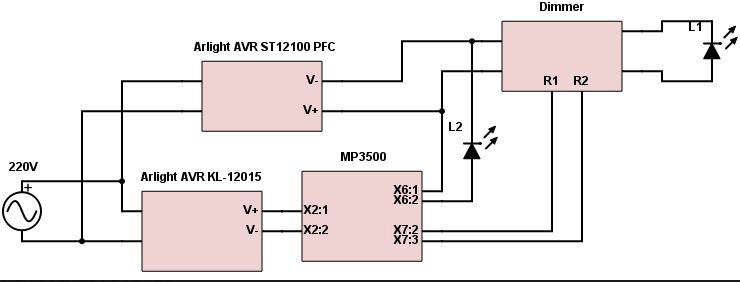 Dimmer
L1
Arlight AVR ST12100 PFC
V-
R1 R2
V+
L2
MP3500
220V
+
Arlight AVR KL-12015
X6:1
X6:2
V+
X2:1
V-
X2:2
X7:2
X7:3